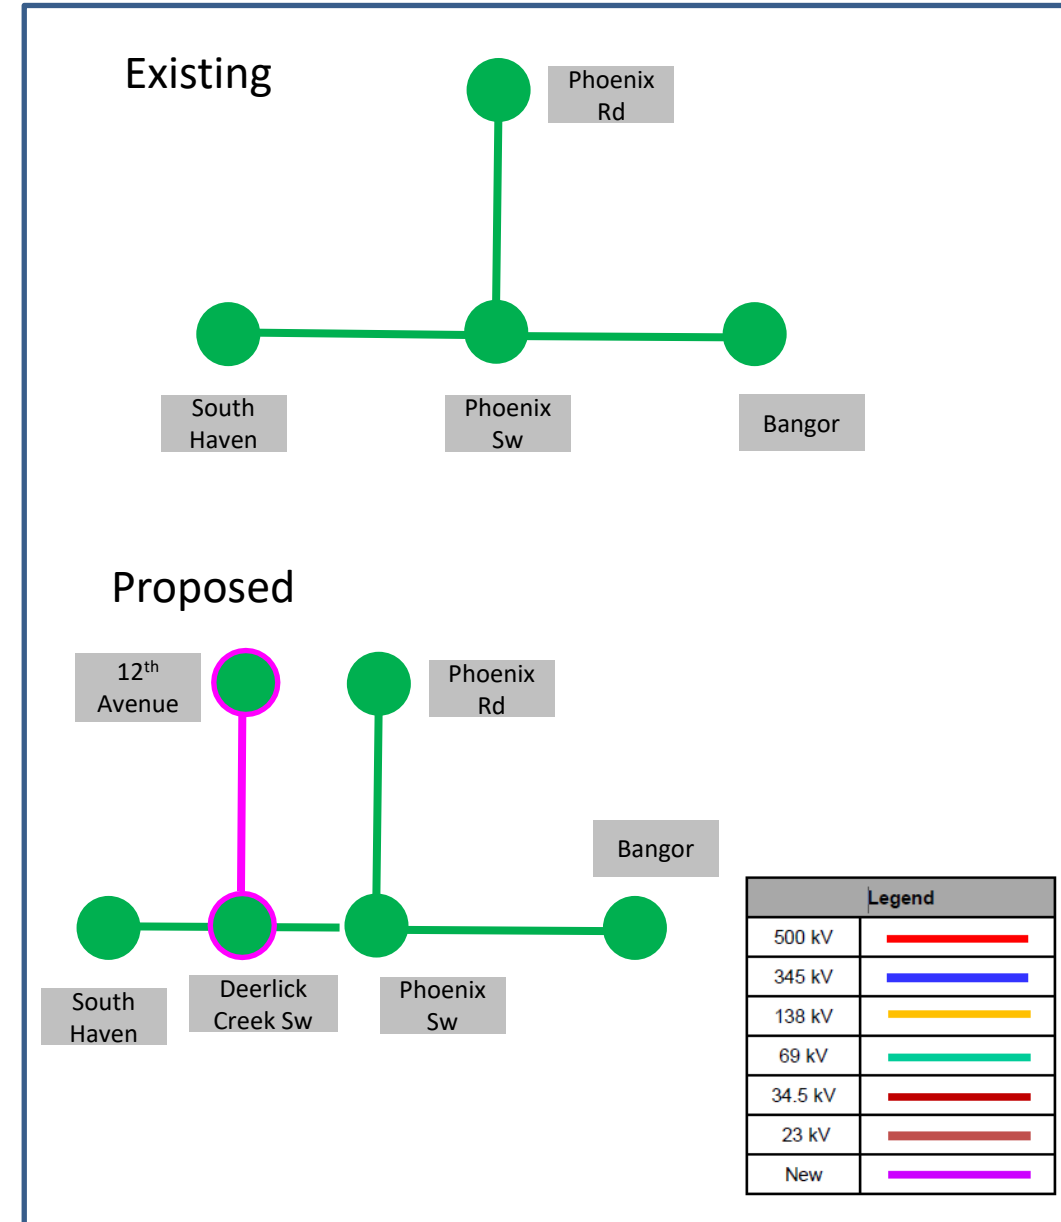 Existing
Phoenix
Rd
South
Haven
Phoenix
Sw
Bangor
Proposed
12th
Avenue
Phoenix
Rd
Bangor
South
Haven
Deerlick
Creek Sw
Phoenix
Sw
Legend
500 kV
345 kV
138 kV
69 kV
34.5 kV
23 kV
New